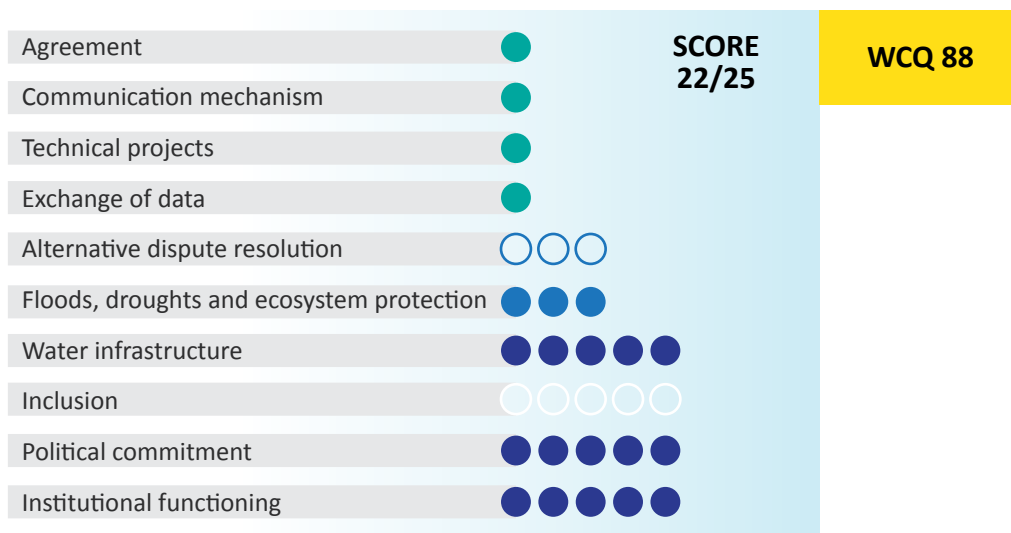 Agreement
Communication mechanism
Technical projects
Exchange of data
Alternative dispute resolution
Floods, droughts and ecosystem protection
Water infrastructure
Inclusion
Political commitment
Institutional functioning
SCORE
22/25
WCQ 88